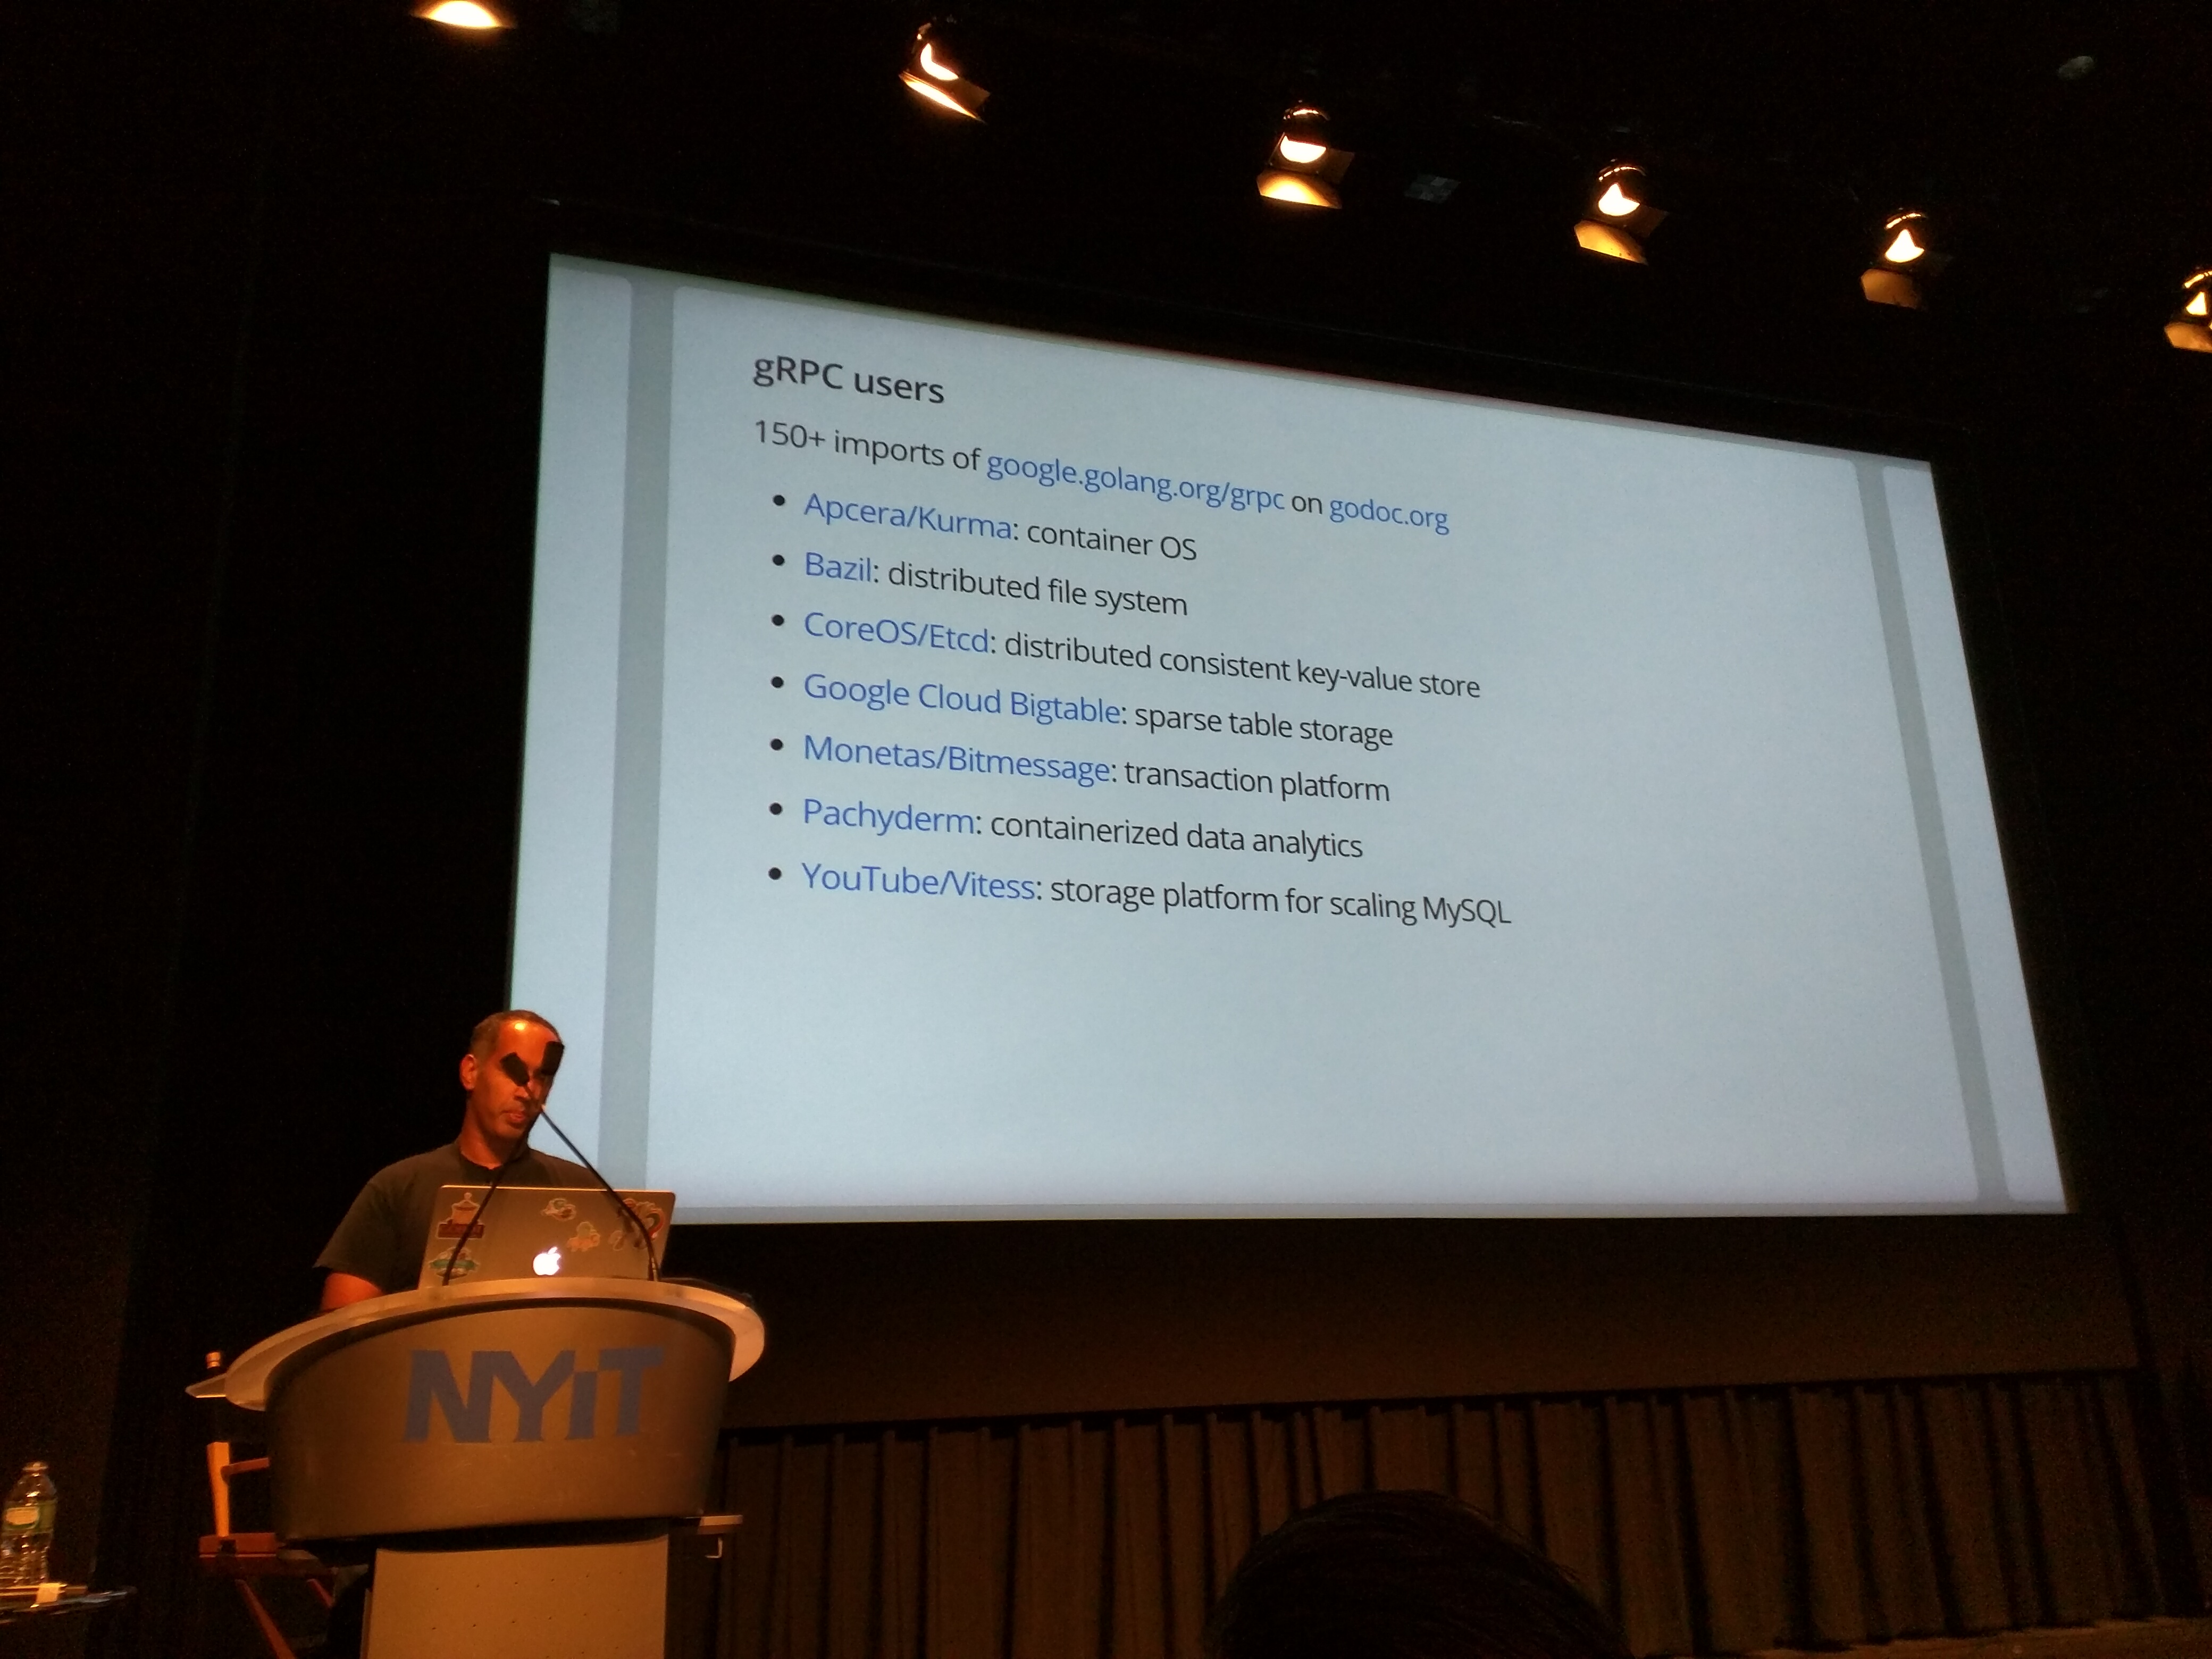 gRPC users
150+ imports of google.golang.org/grpc on godoc.org
• Apcera/Kurma: container OS
• Bazil: distributed file system
• CoreOS/Etcd: distributed consistent key-value store
• Google Cloud Bigtable: sparse table storage
• Monetas/Bitmessage: transaction platform
• Pachyderm: containerized data analytics
• YouTube/Vitess: storage platform for scaling MySQL
NYiT